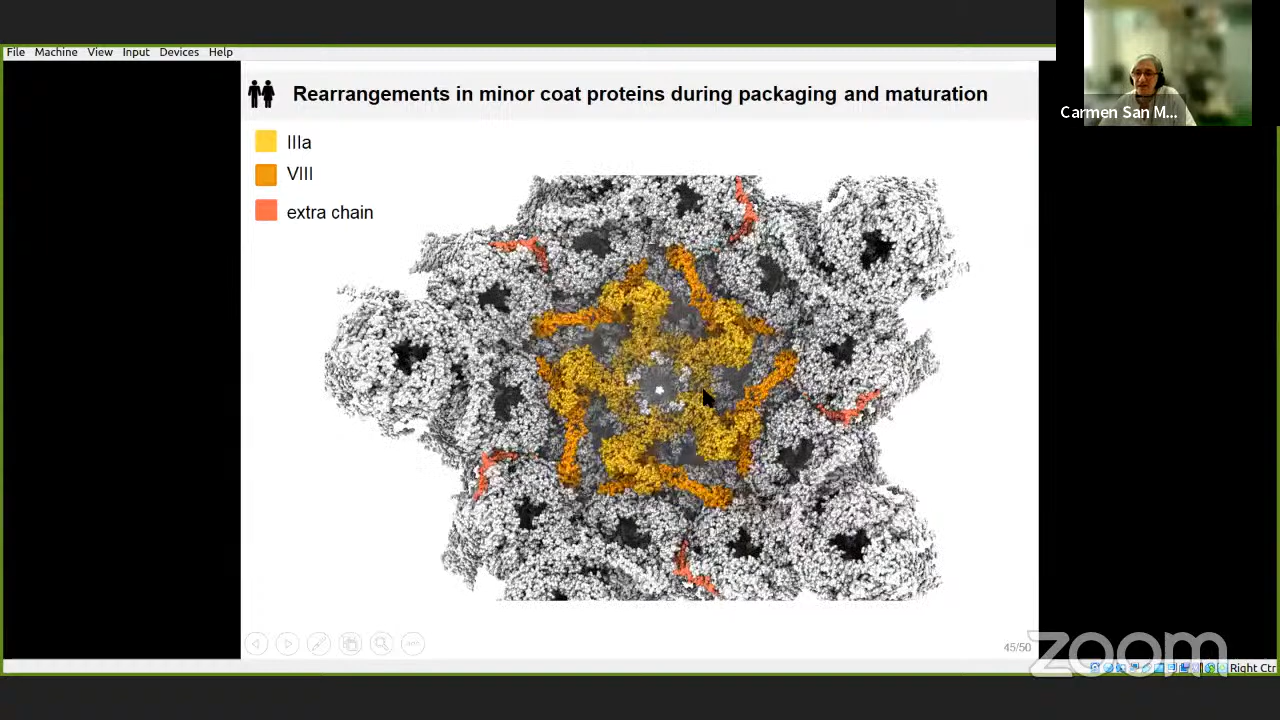 File Machine View Input Devices Help
Carmen San M...
Rearrangements in minor coat proteins during packaging and maturation
IIIa
VIII
extra chain
45/50
zoom
Right Ctrl